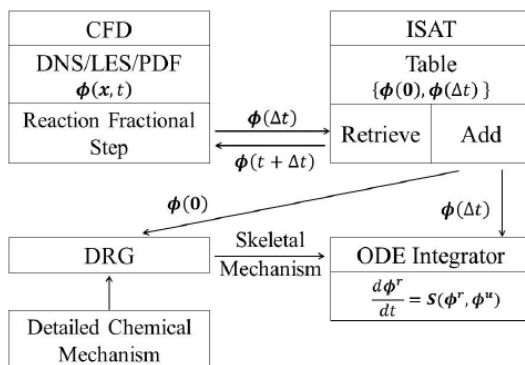 CFD
DNS/LES/PDF
ϕ(x, t)
Reaction Fractional
Step
ϕ(Δt)
ϕ(t + Δt)
ISAT
Table
{ϕ(0), ϕ(Δt) }
Retrieve
Add
ϕ(0)
ϕ(Δt)
DRG
Skeletal
Mechanism
ODE Integrator
dϕʳ/dt = S(ϕʳ, ϕᵘ)
Detailed Chemical
Mechanism